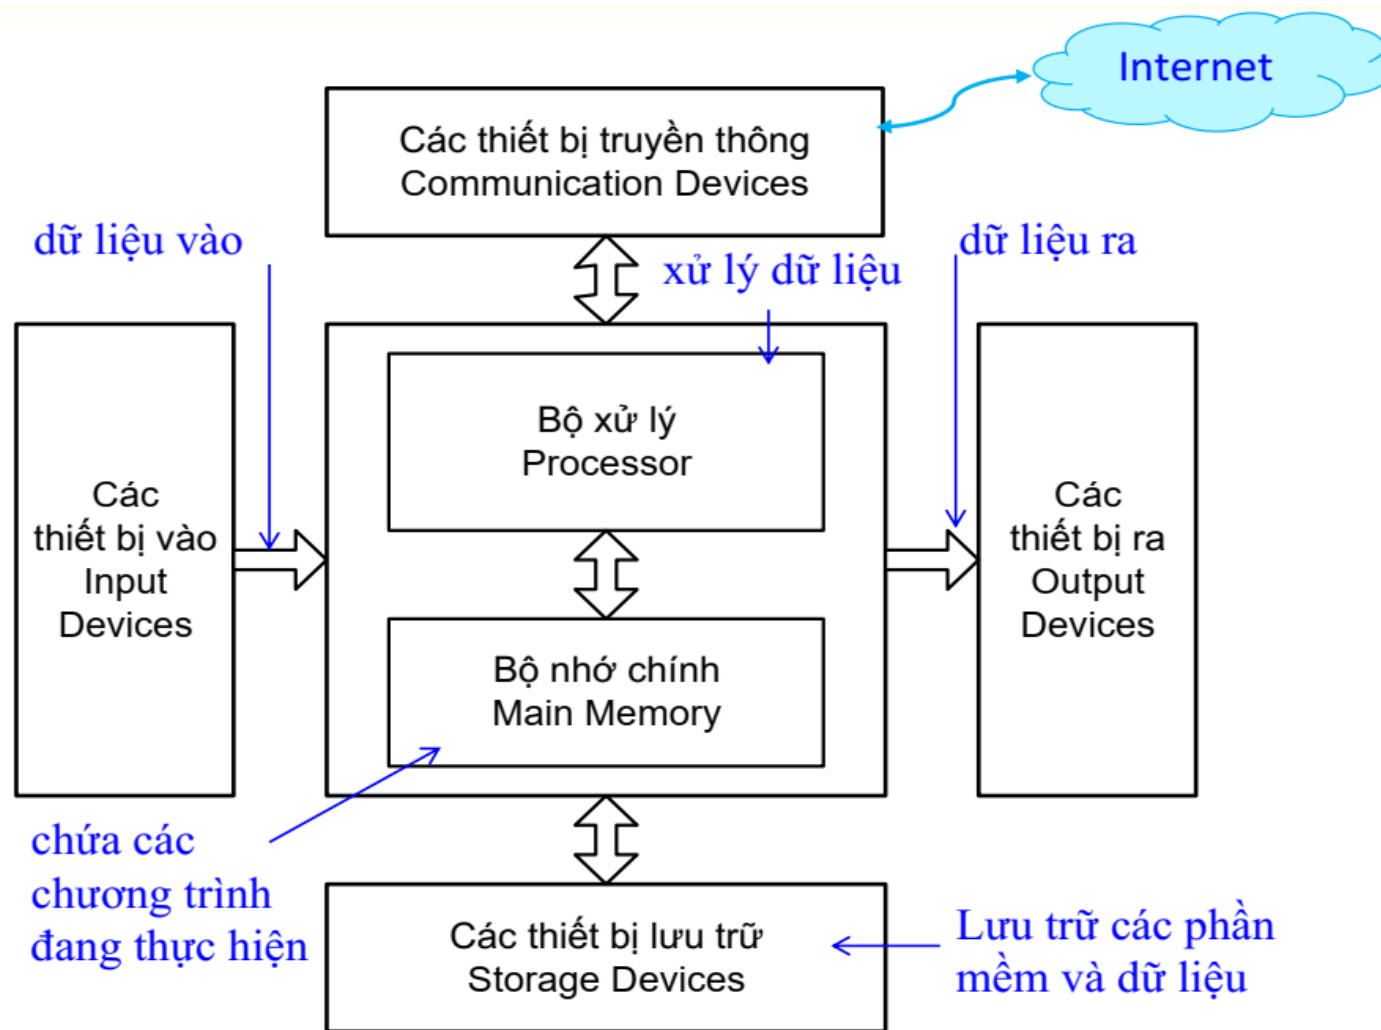 Internet
Các thiết bị truyền thông
Communication Devices
dữ liệu vào
xử lý dữ liệu
dữ liệu ra
Các
thiết bị vào
Input
Devices
Bộ xử lý
Processor
Bộ nhớ chính
Main Memory
Các
thiết bị ra
Output
Devices
chứa các
chương trình
đang thực hiện
Các thiết bị lưu trữ
Storage Devices
Lưu trữ các phần
mềm và dữ liệu